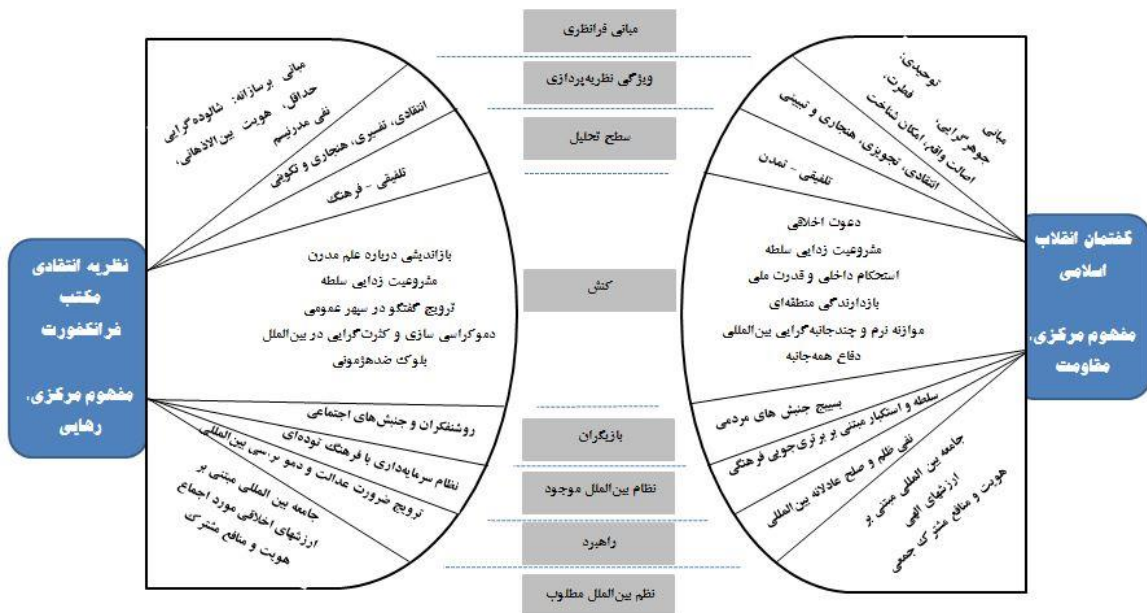 گفتمان انقلاب
اسلامی
مفهوم مرکزی.
مقاومت
مبانی توحیدی:
جوهرگرایی، فطرت،
اصالت واقع، امکان شناخت
انتقادی، تجویزی، هنجاری و تبیینی
تلفیقی - تمدن
دعوت اخلاقی
مشروعیت زدایی سلطه
استحکام داخلی و قدرت ملی
بازدارندگی منطقه‌ای
موازنه نرم و چندجانبه‌گرایی بین‌المللی
دفاع همه‌جانبه
بسیج جنبش های مردمی
سلطه و استکبار مبتنی بر برتری‌جویی فرهنگی
نفی ظلم و صلح عادلانه بین‌المللی
جامعه بین المللی مبتنی بر
ارزشهای الهی
هویت و منافع مشترک جمعی
مبانی فرانظری
ویژگی نظریه‌پردازی
سطح تحلیل
کنش
بازیگران
نظام بین‌الملل موجود
راهبرد
نظم بین‌الملل مطلوب
مبانی برسازانه: شالوده‌گرایی
حداقل، هویت بین‌الاذهانی،
نفی مدرنیسم
انتقادی، تفسیری، هنجاری و تکوینی
تلفیقی - فرهنگ
بازاندیشی درباره علم مدرن
مشروعیت زدایی سلطه
ترویج گفتگو در سپهر عمومی
دموکراسی سازی و کثرت‌گرایی در بین‌الملل
بلوک ضدهژمونی
روشنفکران و جنبش‌های اجتماعی
نظام سرمایه‌داری با فرهنگ توده‌ای
ترویج ضرورت عدالت و دموکراسی بین‌المللی
جامعه بین المللی مبتنی بر
ارزشهای اخلاقی مورد اجماع
هویت و منافع مشترک
نظریه انتقادی
مکتب
فرانکفورت
مفهوم مرکزی.
رهایی